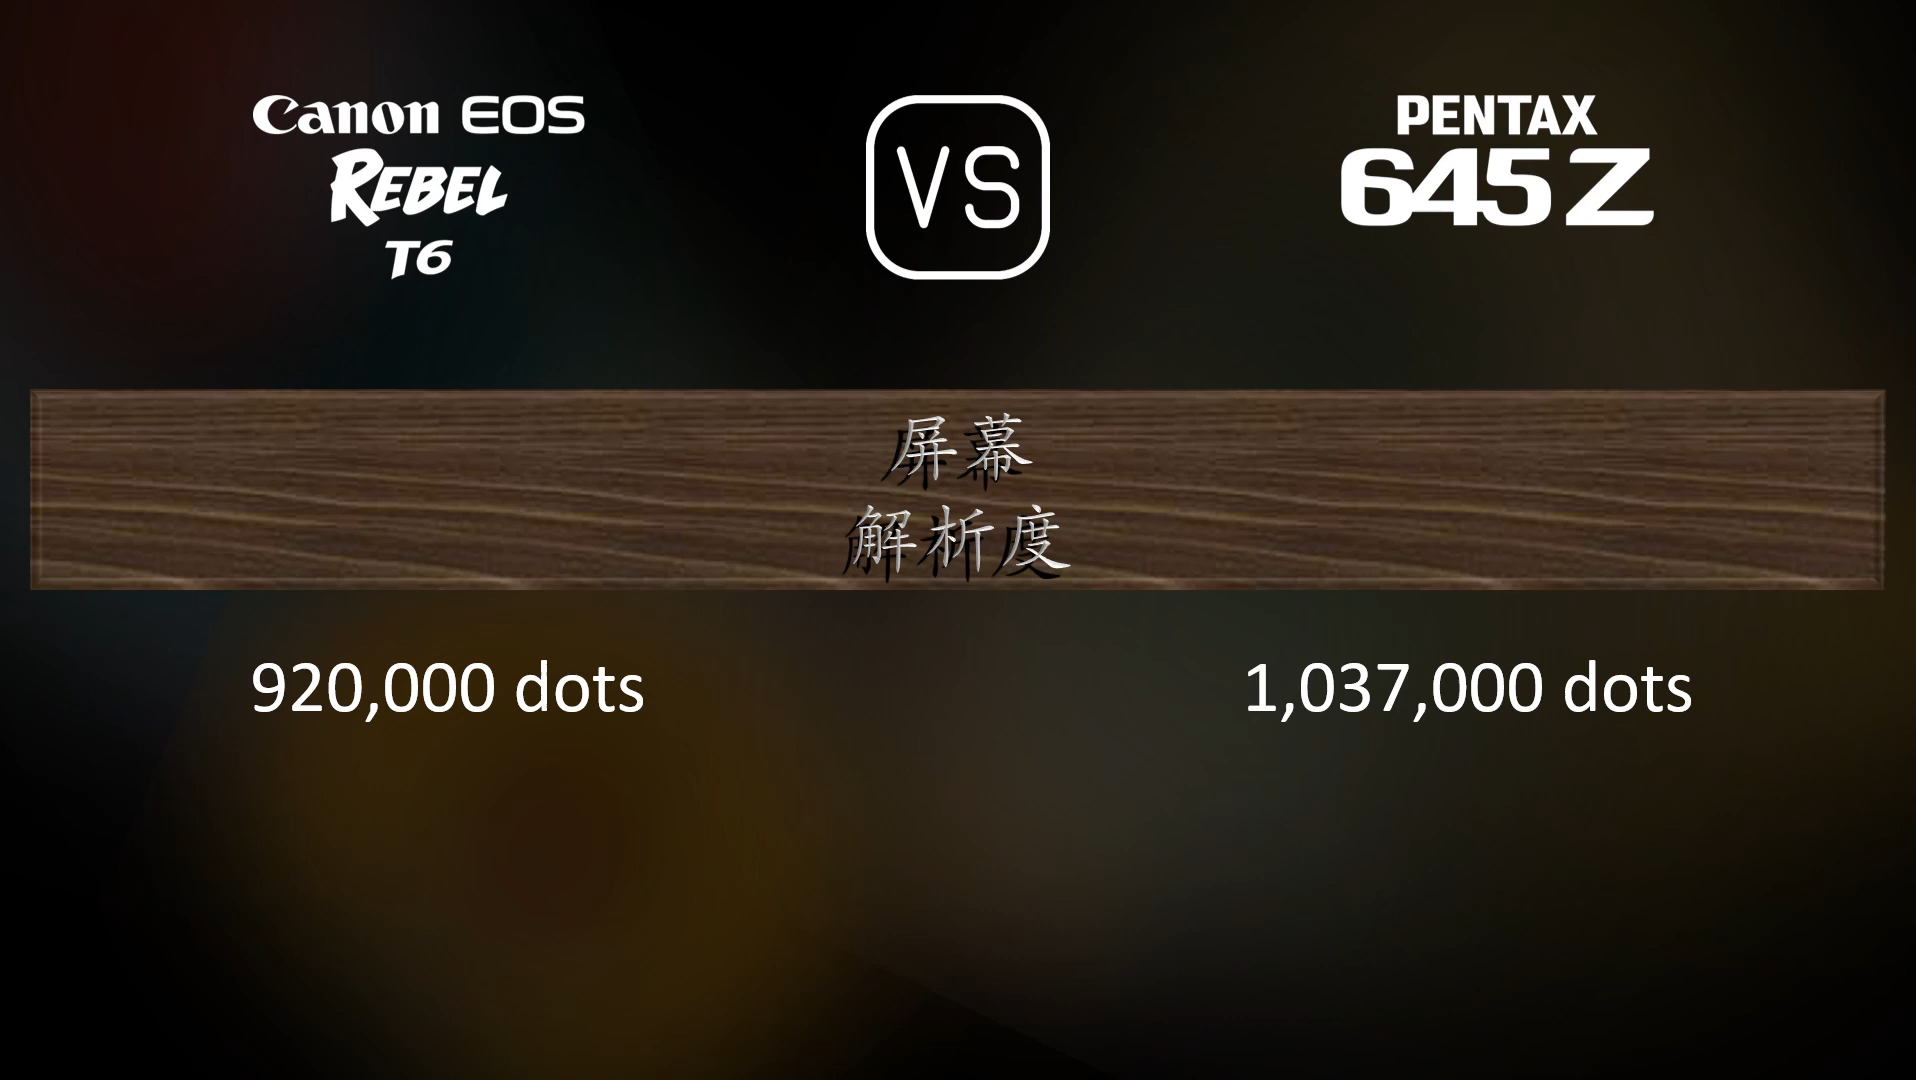 Canon EOS
REBEL
T6
VS
PENTAX
645Z
屏幕
解析度
920,000 dots
1,037,000 dots